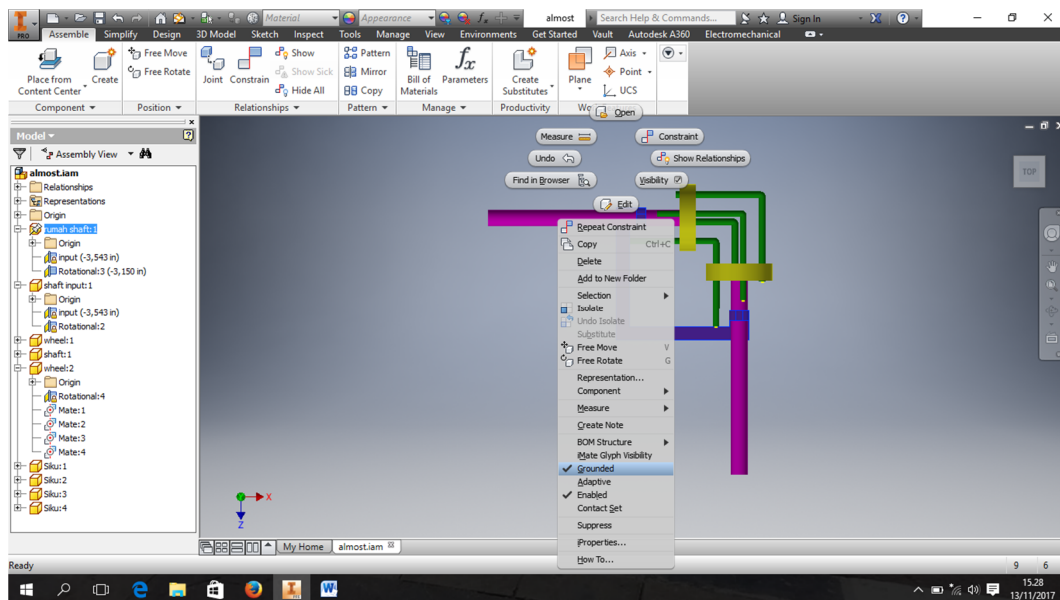 PRO
Material
Appearance
almost
Search Help & Commands...
Sign In
Assemble Simplify Design 3D Model Sketch Inspect Tools Manage View Environments Get Started Vault Autodesk A360 Electromechanical
Place from Content Center
Create
Free Move
Free Rotate
Joint Constrain
Show
Show Sick
Hide All
Pattern
Mirror
Copy
Bill of Materials
fx
Parameters
Create Substitutes
Plane
Axis
Point
UCS
Component Position Relationships Pattern Manage Productivity
Open
Measure
Constraint
Undo
Show Relationships
Find in Browser
Visibility
Edit
TOP
Model
Assembly View
almost.iam
Relationships
Representations
Origin
rumah shaft:1
Origin
input (-3,543 in)
Rotational:3 (-3,150 in)
shaft input:1
Origin
input (-3,543 in)
Rotational:2
wheel:1
shaft:1
wheel:2
Origin
Rotational:4
Mate:1
Mate:2
Mate:3
Mate:4
Siku:1
Siku:2
Siku:3
Siku:4
Repeat Constraint
Copy Ctrl+C
Delete
Add to New Folder
Selection
Isolate
Undo Isolate
Substitute
Free Move V
Free Rotate G
Representation...
Component
Measure
Create Note
BOM Structure
iMate Glyph Visibility
Grounded
Adaptive
Enabled
Contact Set
Suppress
iProperties...
How To...
X
Z
My Home almost.iam
Ready
9 6
15.28
13/11/2017